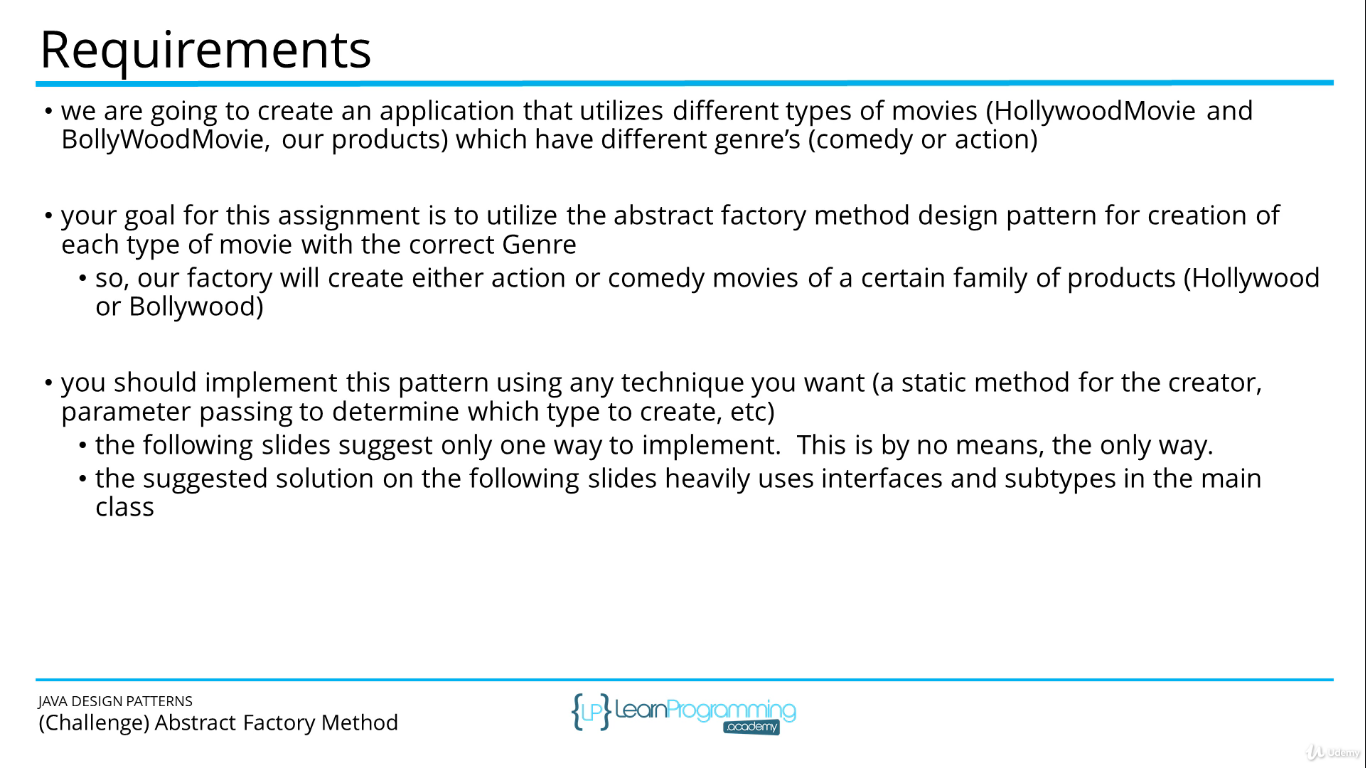 Requirements
• we are going to create an application that utilizes different types of movies (HollywoodMovie and
BollyWoodMovie, our products) which have different genre’s (comedy or action)
• your goal for this assignment is to utilize the abstract factory method design pattern for creation of
each type of movie with the correct Genre
• so, our factory will create either action or comedy movies of a certain family of products (Hollywood
or Bollywood)
• you should implement this pattern using any technique you want (a static method for the creator,
parameter passing to determine which type to create, etc)
• the following slides suggest only one way to implement.  This is by no means, the only way.
• the suggested solution on the following slides heavily uses interfaces and subtypes in the main
class
JAVA DESIGN PATTERNS
(Challenge) Abstract Factory Method
{LP} LearnProgramming
.academy
Udemy